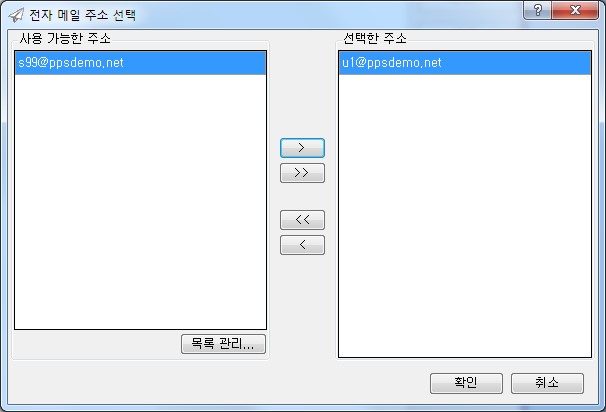 전자 메일 주소 선택
?
사용 가능한 주소
선택한 주소
s99@ppsdemo.net
u1@ppsdemo.net
>
>>
<<
<
목록 관리...
확인
취소